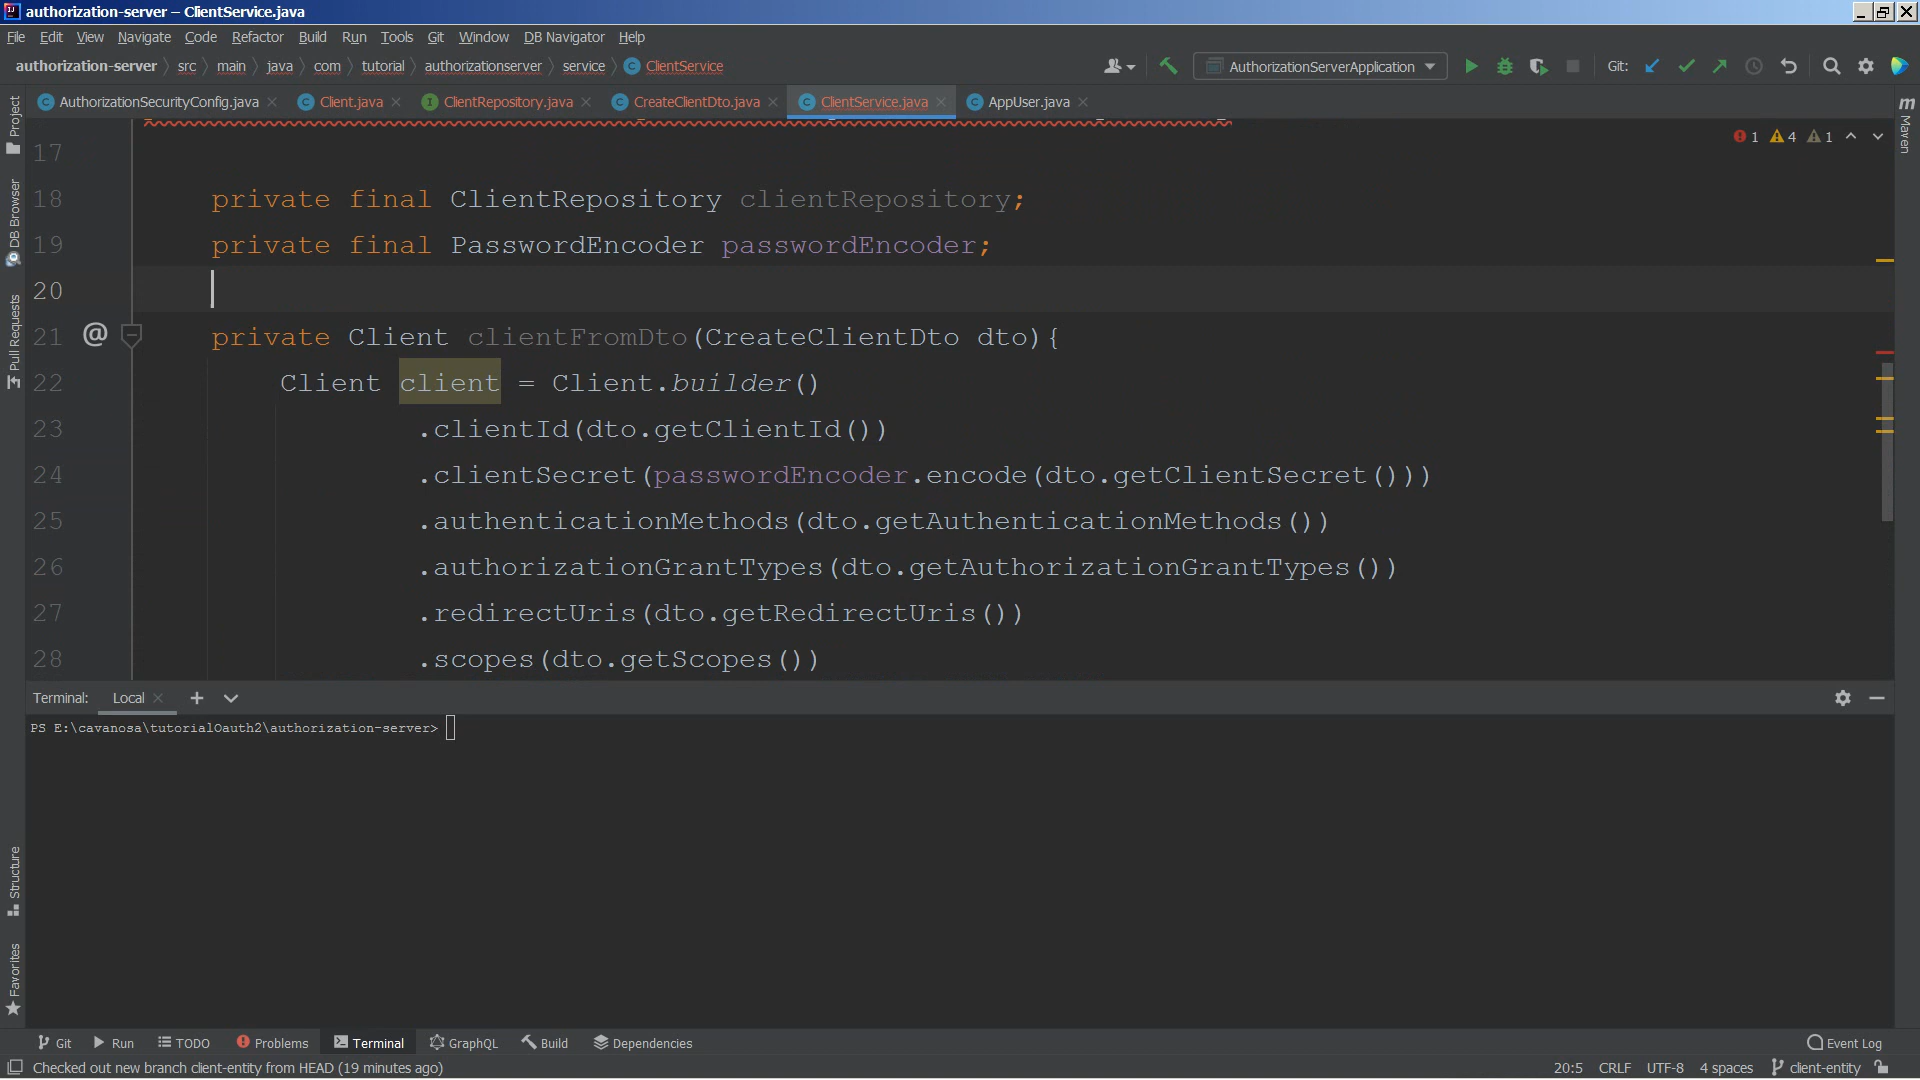 authorization-server – ClientService.java
File Edit View Navigate Code Refactor Build Run Tools Git Window DB Navigator Help
authorization-server src main java com tutorial authorizationserver service ClientService AuthorizationServerApplication Git:
AuthorizationSecurityConfig.java Client.java ClientRepository.java CreateClientDto.java ClientService.java AppUser.java
Project
DB Browser
Pull Requests
Structure
Favorites
m Maven
1 4 1
17
18 private final ClientRepository clientRepository;
19 private final PasswordEncoder passwordEncoder;
20
21 @ private Client clientFromDto(CreateClientDto dto){
22 Client client = Client.builder()
23 .clientId(dto.getClientId())
24 .clientSecret(passwordEncoder.encode(dto.getClientSecret()))
25 .authenticationMethods(dto.getAuthenticationMethods())
26 .authorizationGrantTypes(dto.getAuthorizationGrantTypes())
27 .redirectUris(dto.getRedirectUris())
28 .scopes(dto.getScopes())
Terminal: Local
PS E:\cavanosa\tutorialOauth2\authorization-server>
Git Run TODO Problems Terminal GraphQL Build Dependencies Event Log
Checked out new branch client-entity from HEAD (19 minutes ago) 20:5 CRLF UTF-8 4 spaces client-entity